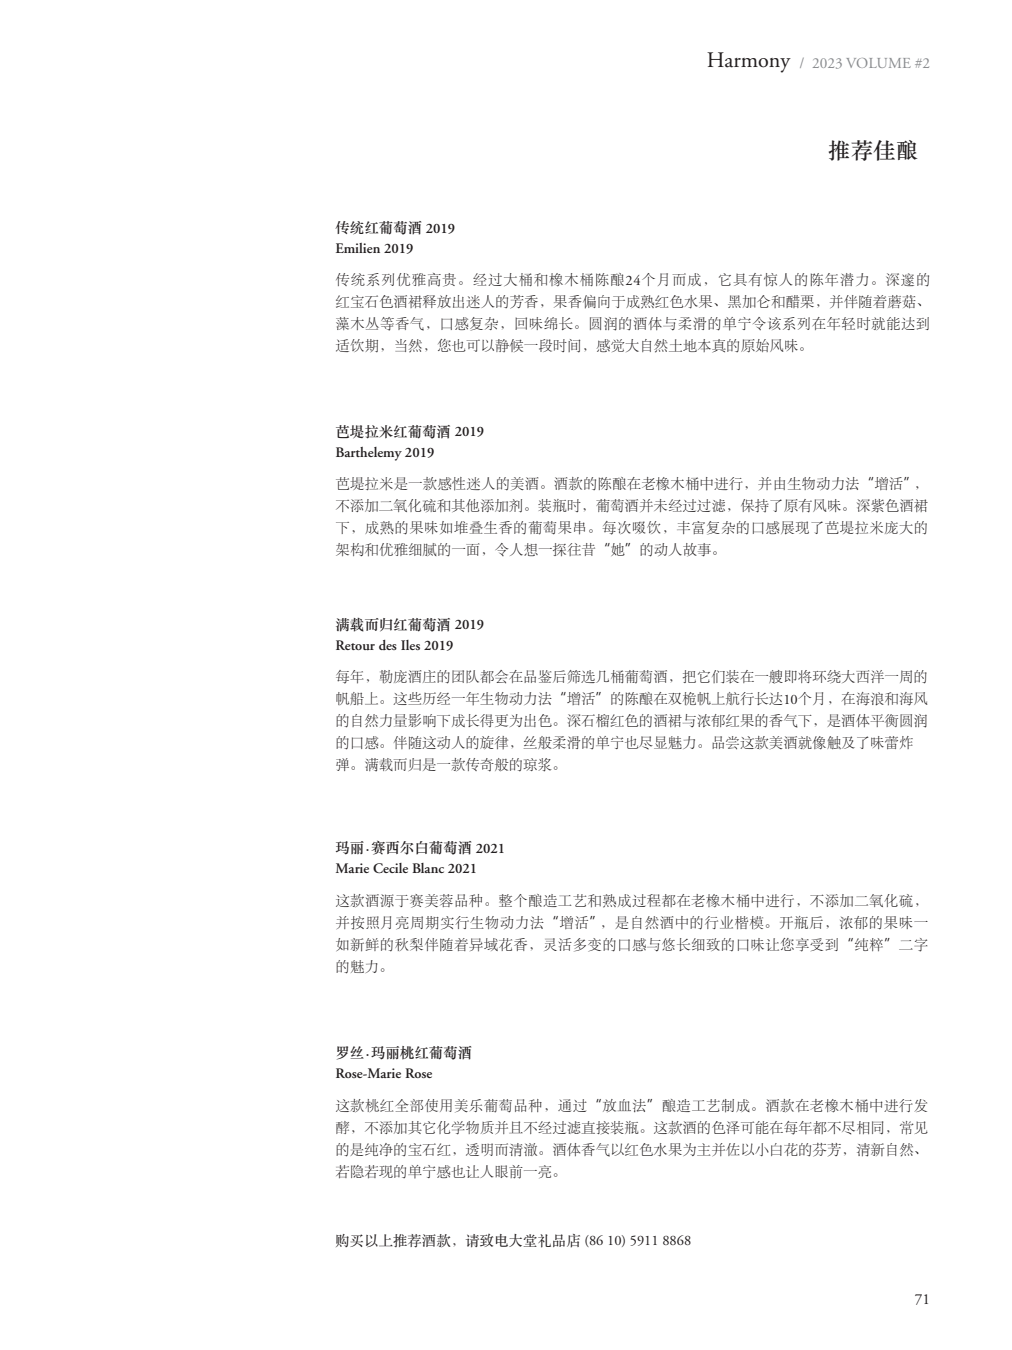 Harmony / 2023 VOLUME #2
推荐佳酿
传统红葡萄酒 2019
Emilien 2019
传统系列优雅高贵。经过大桶和橡木桶陈酿24个月而成，它具有惊人的陈年潜力。深邃的
红宝石色酒裙释放出迷人的芳香，果香偏向于成熟红色水果、黑加仑和醋栗，并伴随着蘑菇、
藻木丛等香气，口感复杂，回味绵长。圆润的酒体与柔滑的单宁令该系列在年轻时就能达到
适饮期，当然，您也可以静候一段时间，感觉大自然土地本真的原始风味。
芭堤拉米红葡萄酒 2019
Barthelemy 2019
芭堤拉米是一款感性迷人的美酒。酒款的陈酿在老橡木桶中进行，并由生物动力法“增活”，
不添加二氧化硫和其他添加剂。装瓶时，葡萄酒并未经过过滤，保持了原有风味。深紫色酒裙
下，成熟的果味如堆叠生香的葡萄果串。每次啜饮，丰富复杂的口感展现了芭堤拉米庞大的
架构和优雅细腻的一面，令人想一探往昔“她”的动人故事。
满载而归红葡萄酒 2019
Retour des Iles 2019
每年，勒庞酒庄的团队都会在品鉴后筛选几桶葡萄酒，把它们装在一艘即将环绕大西洋一周的
帆船上。这些历经一年生物动力法“增活”的陈酿在双桅帆上航行长达10个月，在海浪和海风
的自然力量影响下成长得更为出色。深石榴红色的酒裙与浓郁红果的香气下，是酒体平衡圆润
的口感。伴随这动人的旋律，丝般柔滑的单宁也尽显魅力。品尝这款美酒就像触及了味蕾炸
弹。满载而归是一款传奇般的琼浆。
玛丽·赛西尔白葡萄酒 2021
Marie Cecile Blanc 2021
这款酒源于赛美蓉品种。整个酿造工艺和熟成过程都在老橡木桶中进行，不添加二氧化硫，
并按照月亮周期实行生物动力法“增活”，是自然酒中的行业楷模。开瓶后，浓郁的果味一
如新鲜的秋梨伴随着异域花香，灵活多变的口感与悠长细致的口味让您享受到“纯粹”二字
的魅力。
罗丝·玛丽桃红葡萄酒
Rose-Marie Rose
这款桃红全部使用美乐葡萄品种，通过“放血法”酿造工艺制成。酒款在老橡木桶中进行发
酵，不添加其它化学物质并且不经过滤直接装瓶。这款酒的色泽可能在每年都不尽相同，常见
的是纯净的宝石红，透明而清澈。酒体香气以红色水果为主并佐以小白花的芬芳，清新自然、
若隐若现的单宁感也让人眼前一亮。
购买以上推荐酒款，请致电大堂礼品店 (86 10) 5911 8868
71